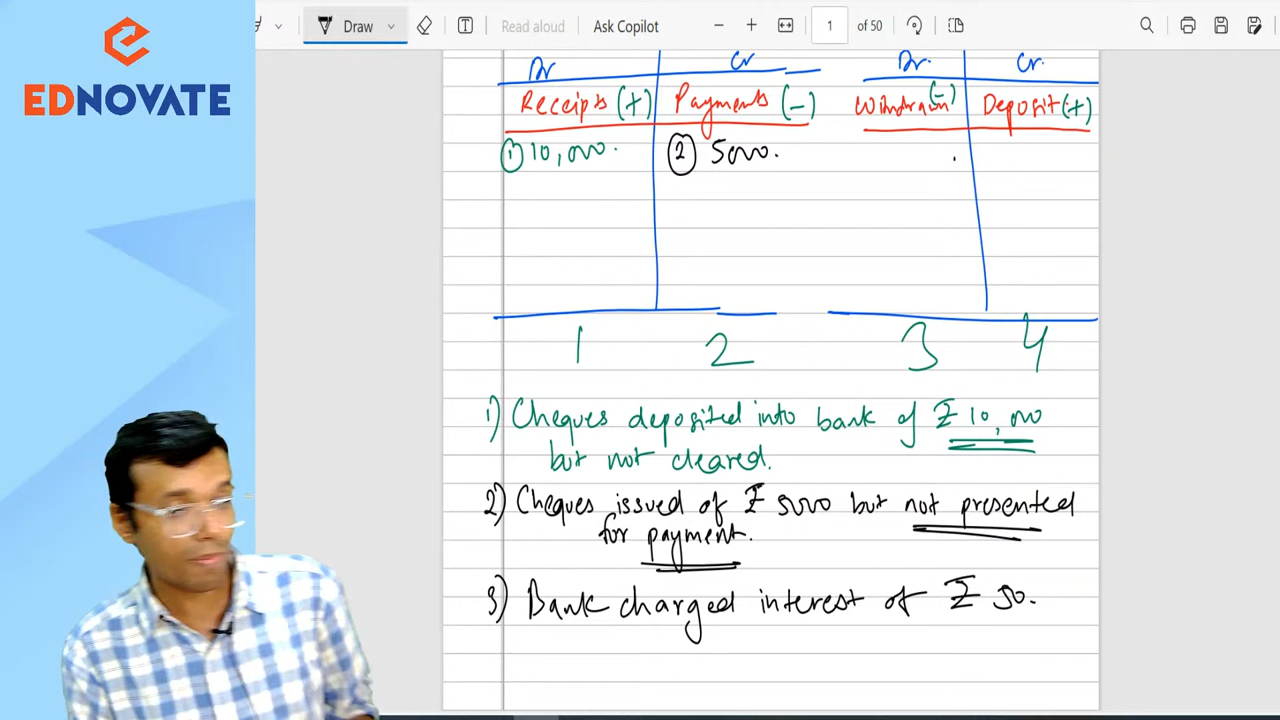 Draw
Read aloud
Ask Copilot
1
of 50
EDNOVATE
Dr
Cr
Dr.
Cr.
Receipts (+)
Payments (-)
Withdrawn (-)
Deposit (+)
① 10,000.
② 5000.
1
2
3
4
1) Cheques deposited into bank of ₹ 10,000
but not cleared.
2) Cheques issued of ₹ 5000 but not presented
for payment.
3) Bank charged interest of ₹ 50.